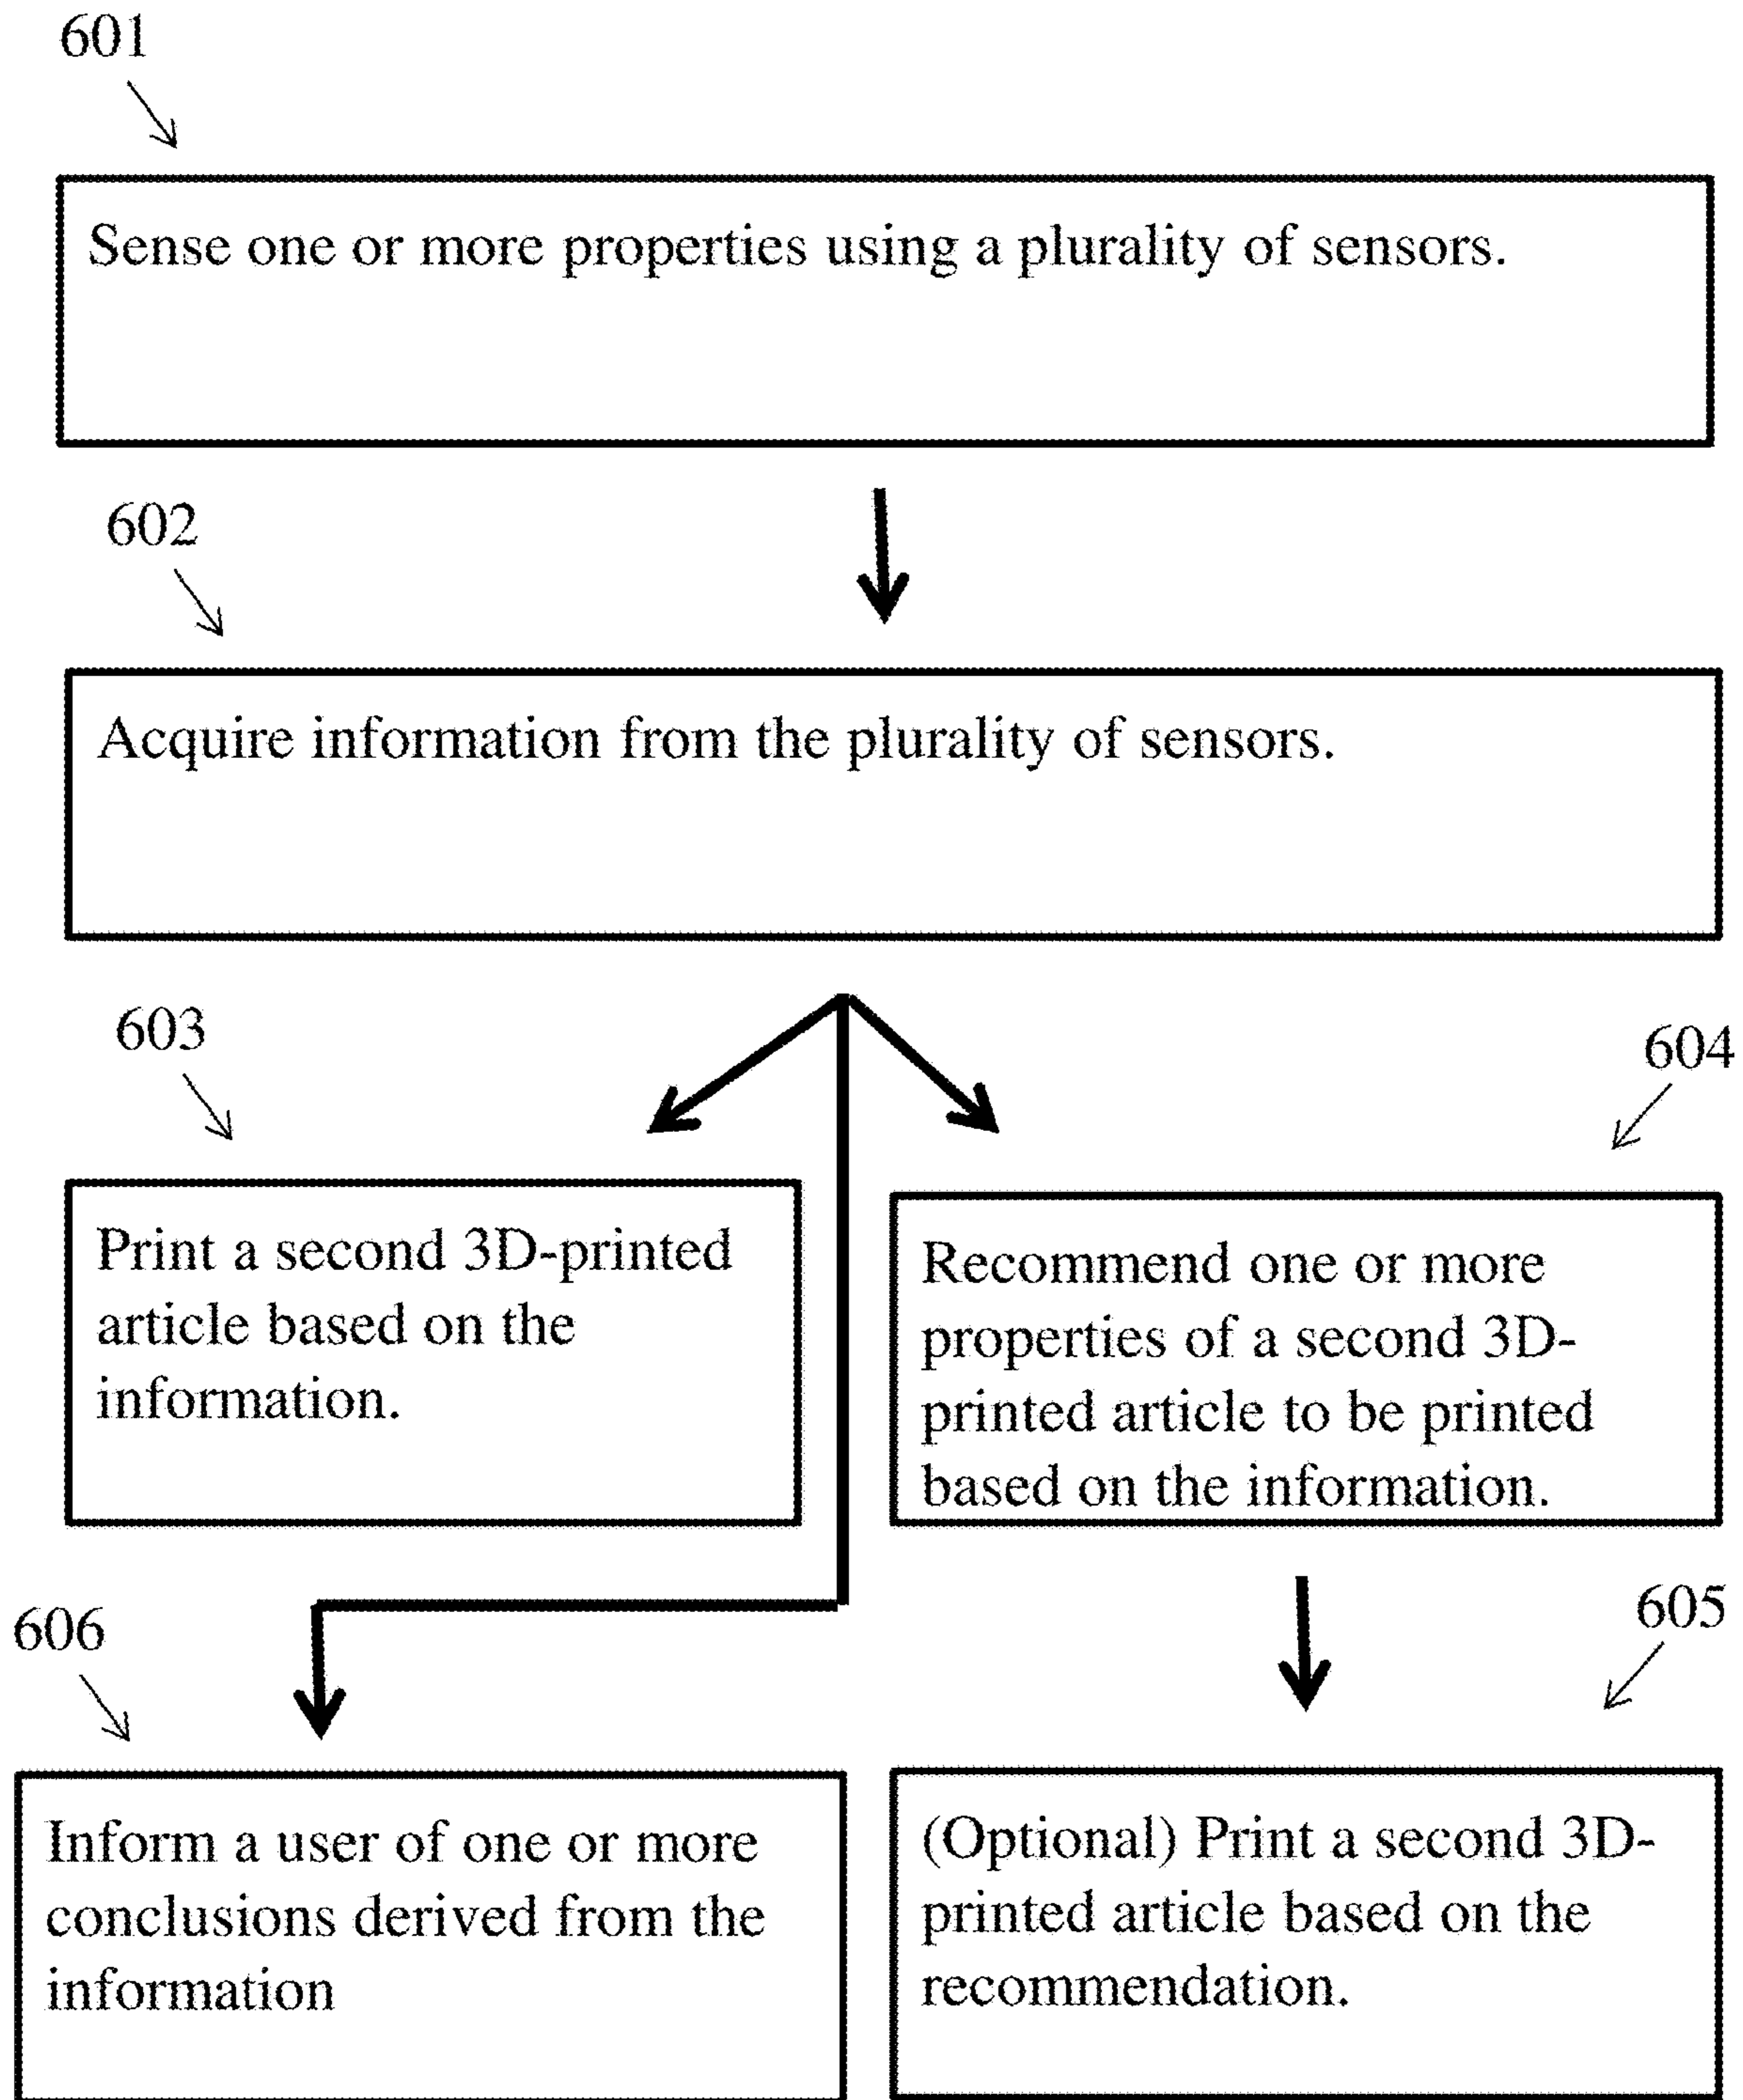 601
Sense one or more properties using a plurality of sensors.
602
Acquire information from the plurality of sensors.
603
604
Print a second 3D-printed
article based on the
information.
Recommend one or more
properties of a second 3D-
printed article to be printed
based on the information.
606
605
Inform a user of one or more
conclusions derived from the
information
(Optional) Print a second 3D-
printed article based on the
recommendation.